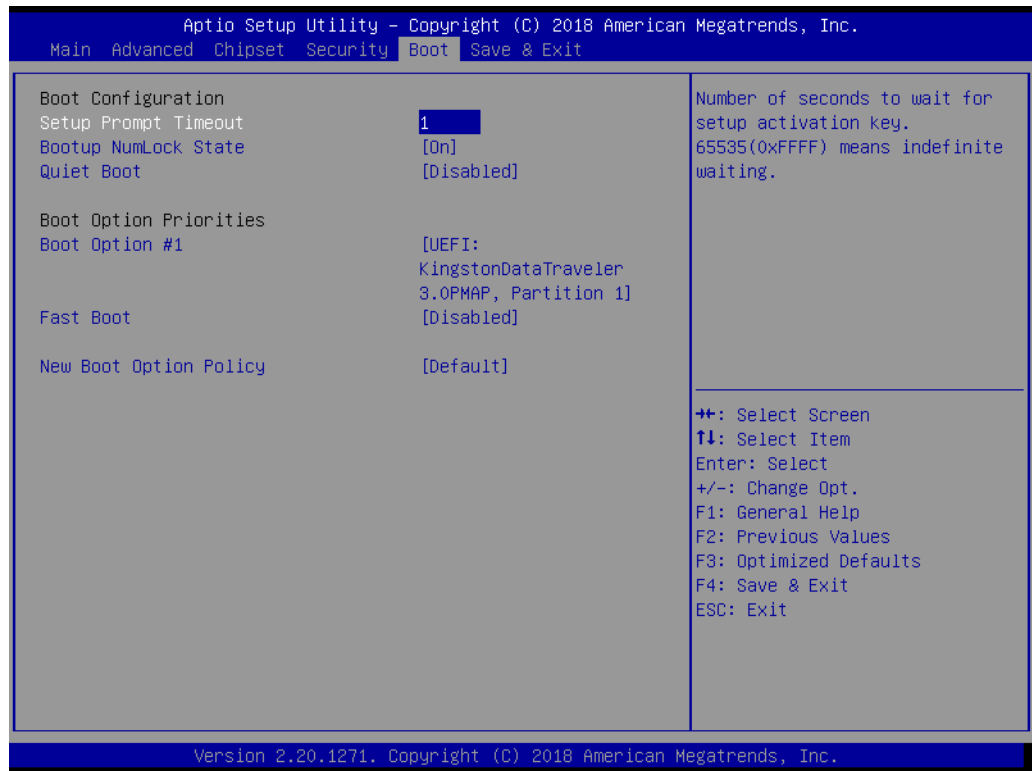 Aptio Setup Utility – Copyright (C) 2018 American Megatrends, Inc.
Main Advanced Chipset Security Boot Save & Exit
Boot Configuration
Setup Prompt Timeout 1
Bootup NumLock State [On]
Quiet Boot [Disabled]
Boot Option Priorities
Boot Option #1 [UEFI:
KingstonDataTraveler
3.0PMAP, Partition 1]
Fast Boot [Disabled]
New Boot Option Policy [Default]
Number of seconds to wait for
setup activation key.
65535(0xFFFF) means indefinite
waiting.
→←: Select Screen
↑↓: Select Item
Enter: Select
+/-: Change Opt.
F1: General Help
F2: Previous Values
F3: Optimized Defaults
F4: Save & Exit
ESC: Exit
Version 2.20.1271. Copyright (C) 2018 American Megatrends, Inc.